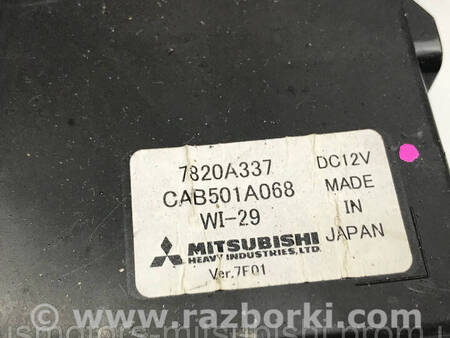 7820A337
CAB501A068
WI-29
MITSUBISHI
HEAVY INDUSTRIES, LTD.
Ver.7F01
DC12V
MADE
IN
JAPAN
www.razborki.com